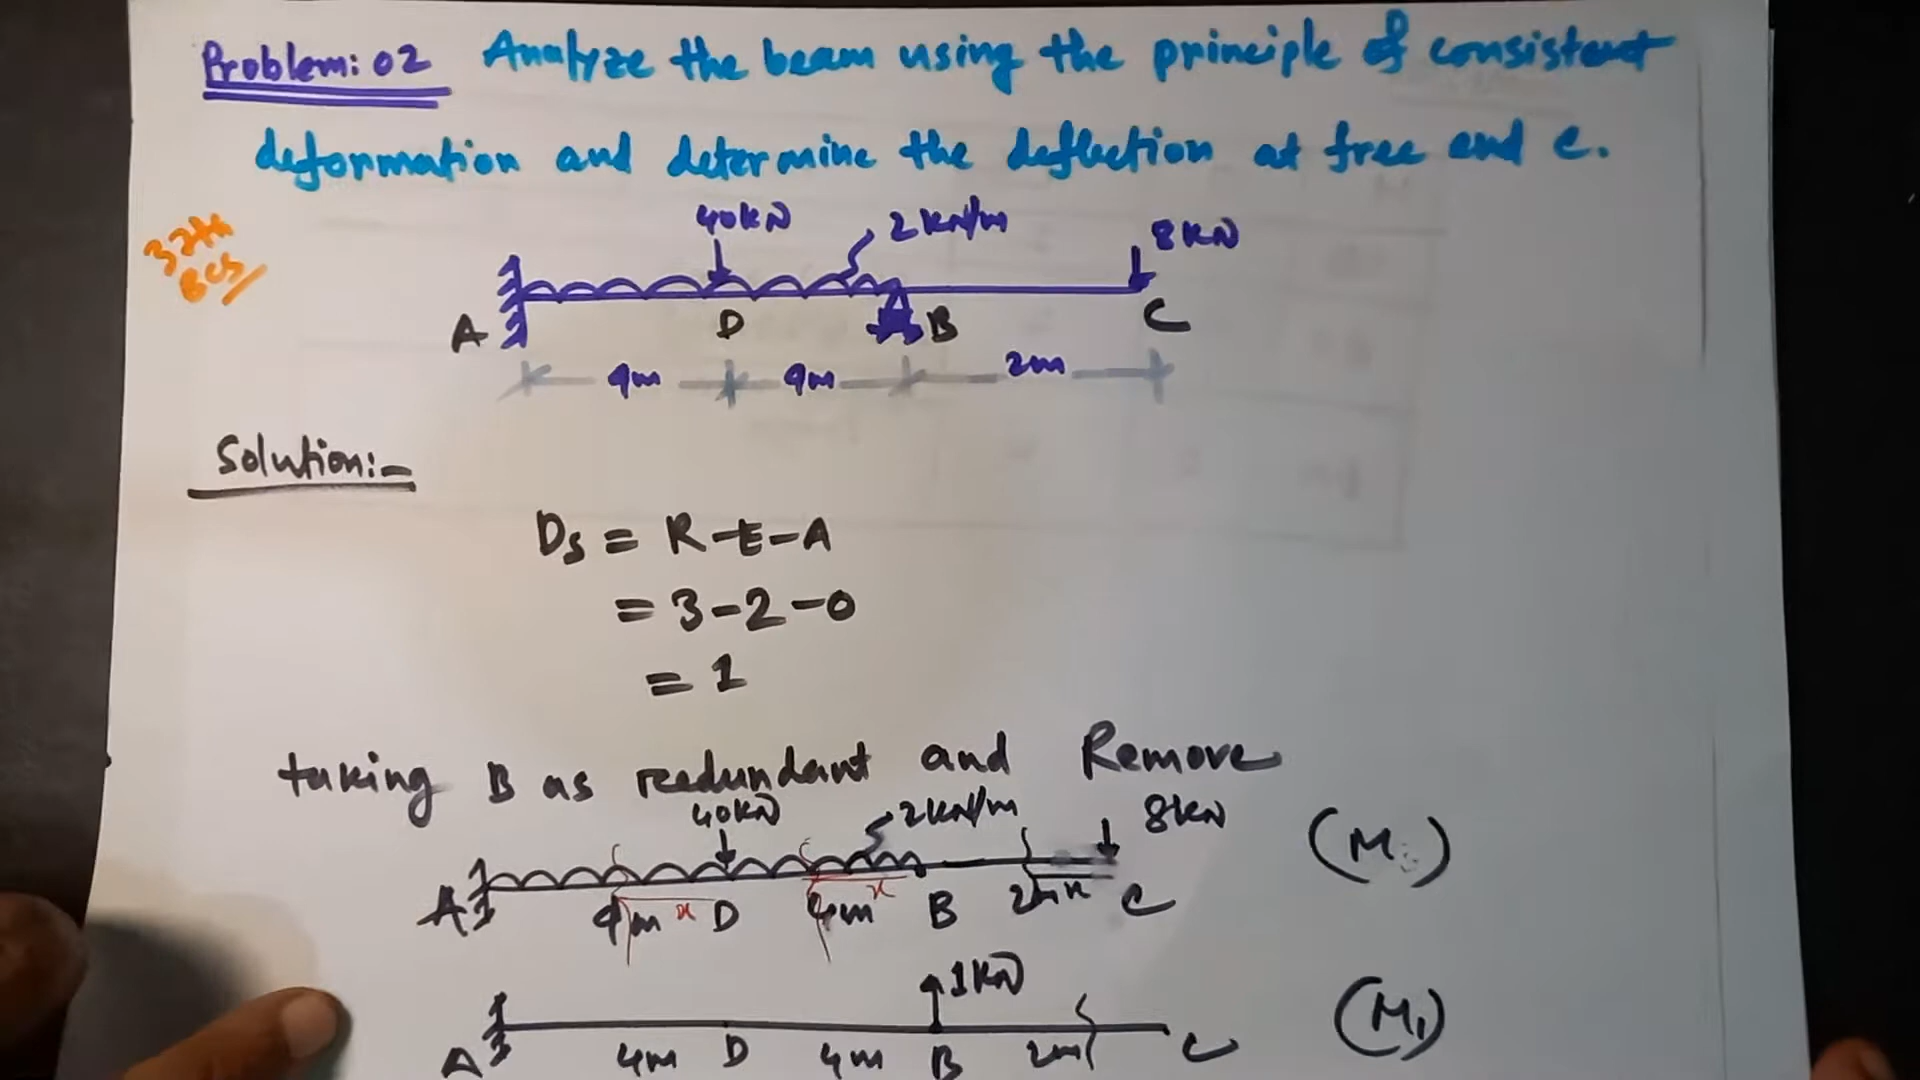 Problem: 02 Analyze the beam using the principle of consistent
deformation and determine the deflection at free end C.
32th
BCS
40KN 2KN/m 8KN
A D B C
4m 4m 2m
Solution:-
Ds = R-E-A
= 3-2-0
= 1
taking B as redundant and Remove
40KN 2KN/m 8KN (M)
A 4m x D 4m x B 2m x C
1KN (M1)
A 4m D 4m B 2m C